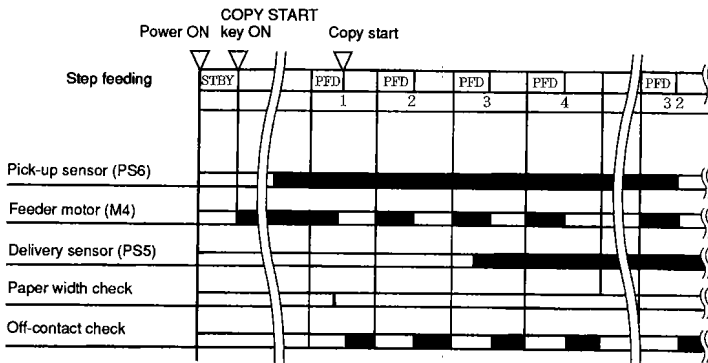 COPY START
Power ON key ON Copy start
Step feeding STBY PFD PFD PFD PFD PFD
1 2 3 4 3 2
Pick-up sensor (PS6)
Feeder motor (M4)
Delivery sensor (PS5)
Paper width check
Off-contact check